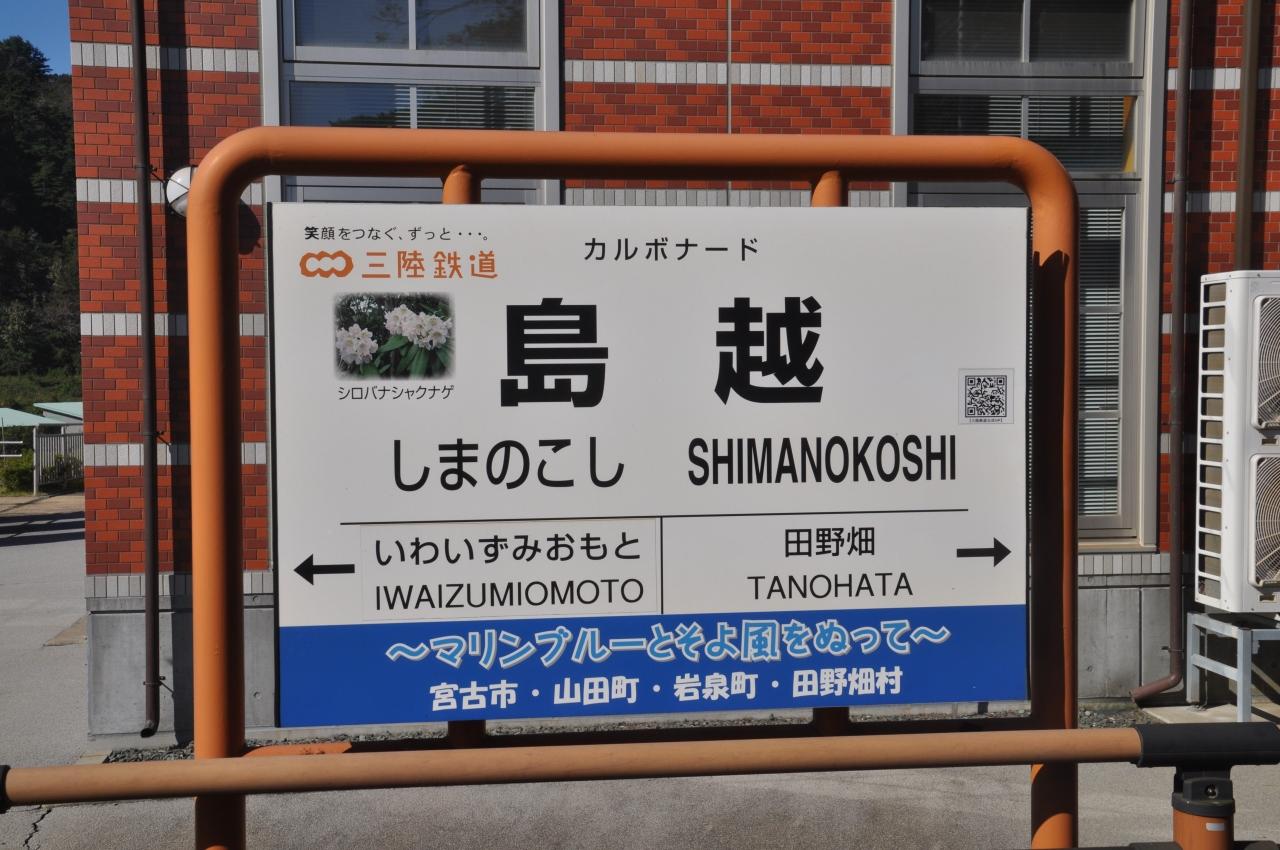 笑顔をつなぐ、ずっと・・・。
三陸鉄道
カルボナード
シロバナシャクナゲ
島越
しまのこし SHIMANOKOSHI
いわいずみおもと
IWAIZUMIOMOTO
田野畑
TANOHATA
～マリンブルーとそよ風をぬって～
宮古市・山田町・岩泉町・田野畑村